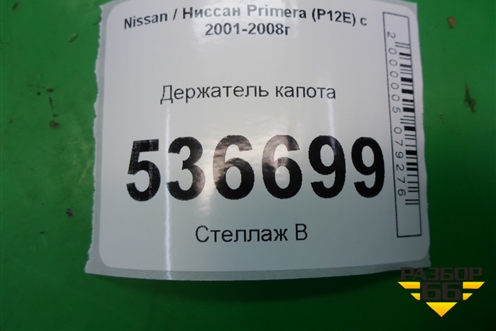 Nissan / Ниссан Primera (P12E) с
2001-2008г
Держатель капота
536699
Стеллаж В
2000005079276
РАЗБОР
66